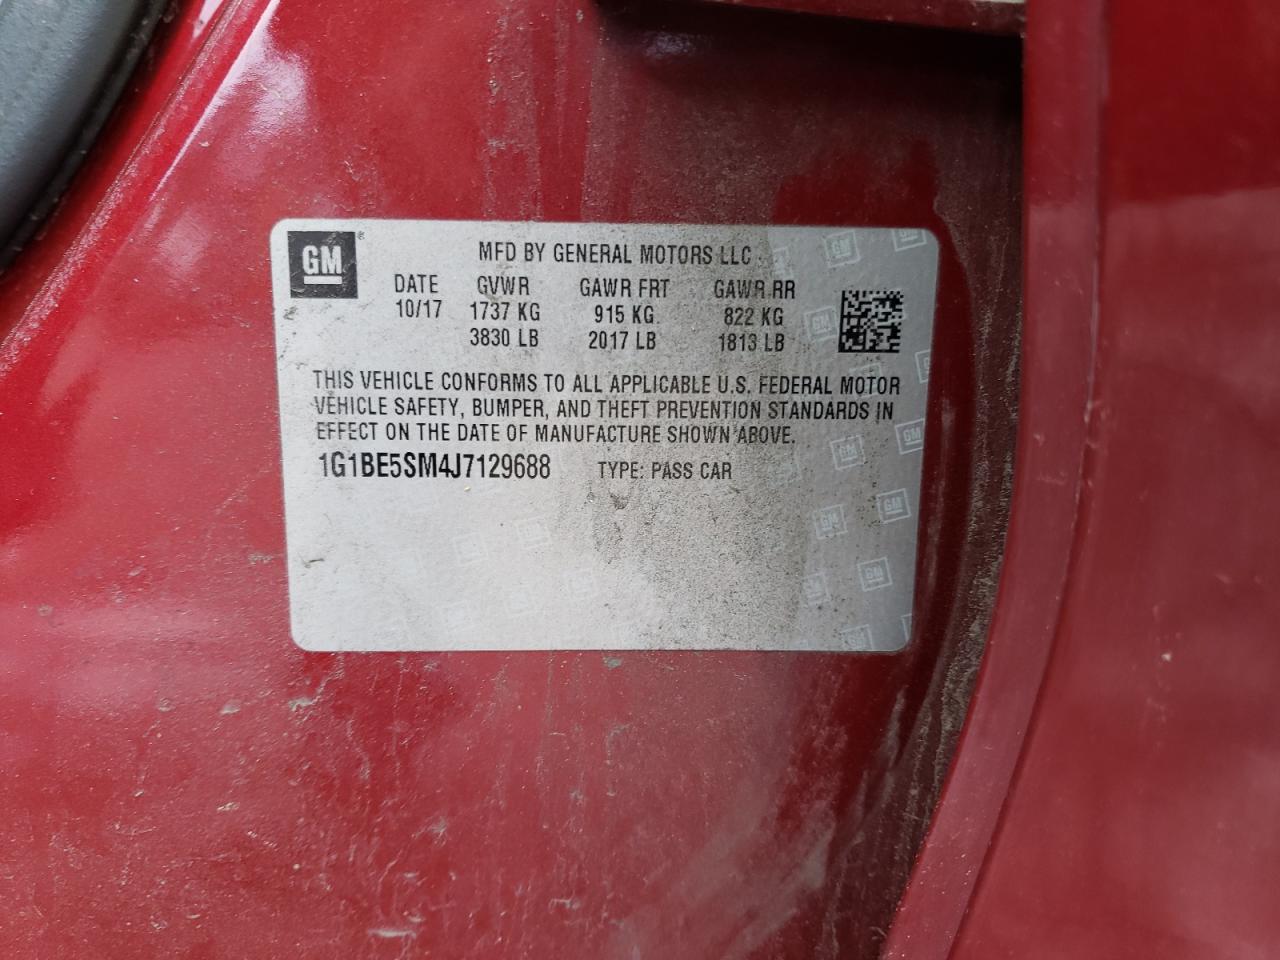 GM
MFD BY GENERAL MOTORS LLC
DATE GVWR GAWR FRT GAWR RR
10/17 1737 KG 915 KG 822 KG
3830 LB 2017 LB 1813 LB
THIS VEHICLE CONFORMS TO ALL APPLICABLE U.S. FEDERAL MOTOR
VEHICLE SAFETY, BUMPER, AND THEFT PREVENTION STANDARDS IN
EFFECT ON THE DATE OF MANUFACTURE SHOWN ABOVE.
1G1BE5SM4J7129688 TYPE: PASS CAR